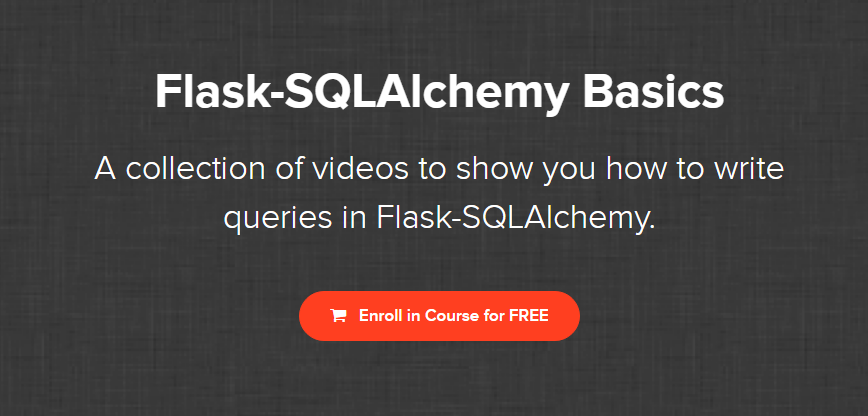 Flask-SQLAlchemy Basics
A collection of videos to show you how to write
queries in Flask-SQLAlchemy.
Enroll in Course for FREE